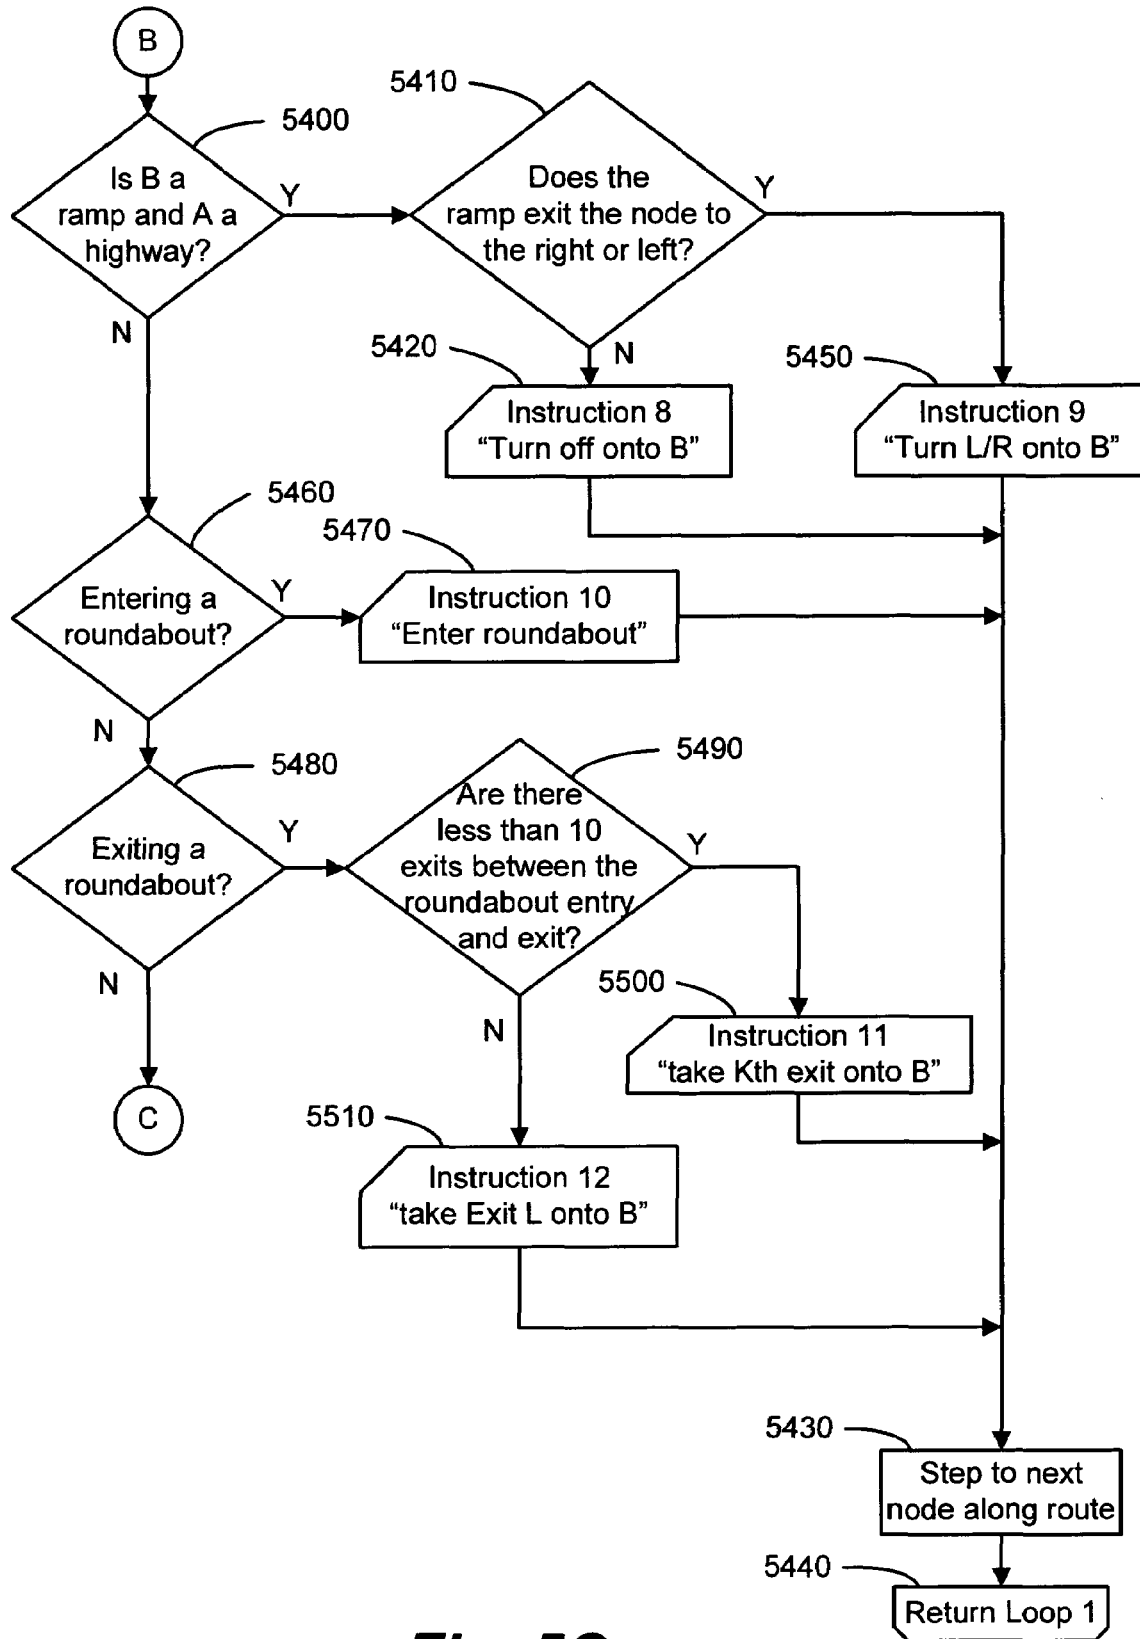 B
5400
Is B a
ramp and A a
highway?
Y
N
5410
Does the
ramp exit the node to
the right or left?
Y
N
5420
Instruction 8
“Turn off onto B”
5450
Instruction 9
“Turn L/R onto B”
5460
Entering a
roundabout?
Y
N
5470
Instruction 10
“Enter roundabout”
5480
Exiting a
roundabout?
Y
N
5490
Are there
less than 10
exits between the
roundabout entry
and exit?
Y
N
5500
Instruction 11
“take Kth exit onto B”
C
5510
Instruction 12
“take Exit L onto B”
5430
Step to next
node along route
5440
Return Loop 1